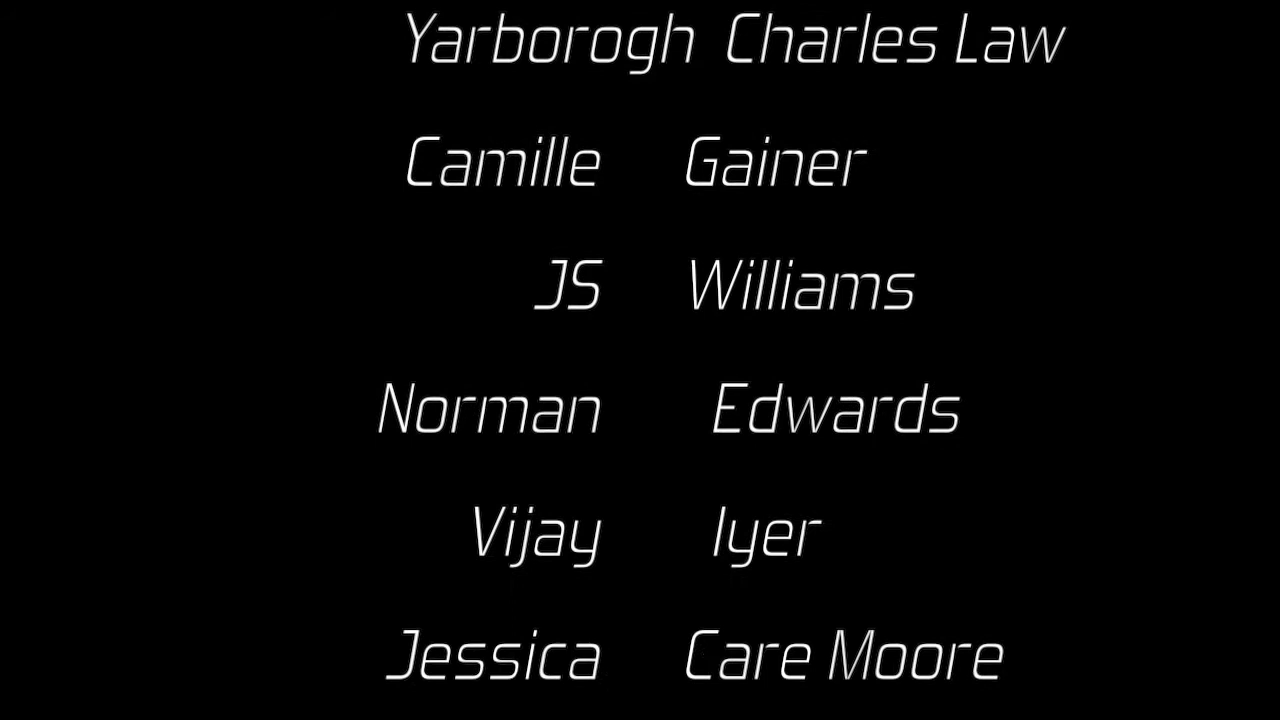 Yarborogh Charles Law
Camille Gainer
JS Williams
Norman Edwards
Vijay Iyer
Jessica Care Moore